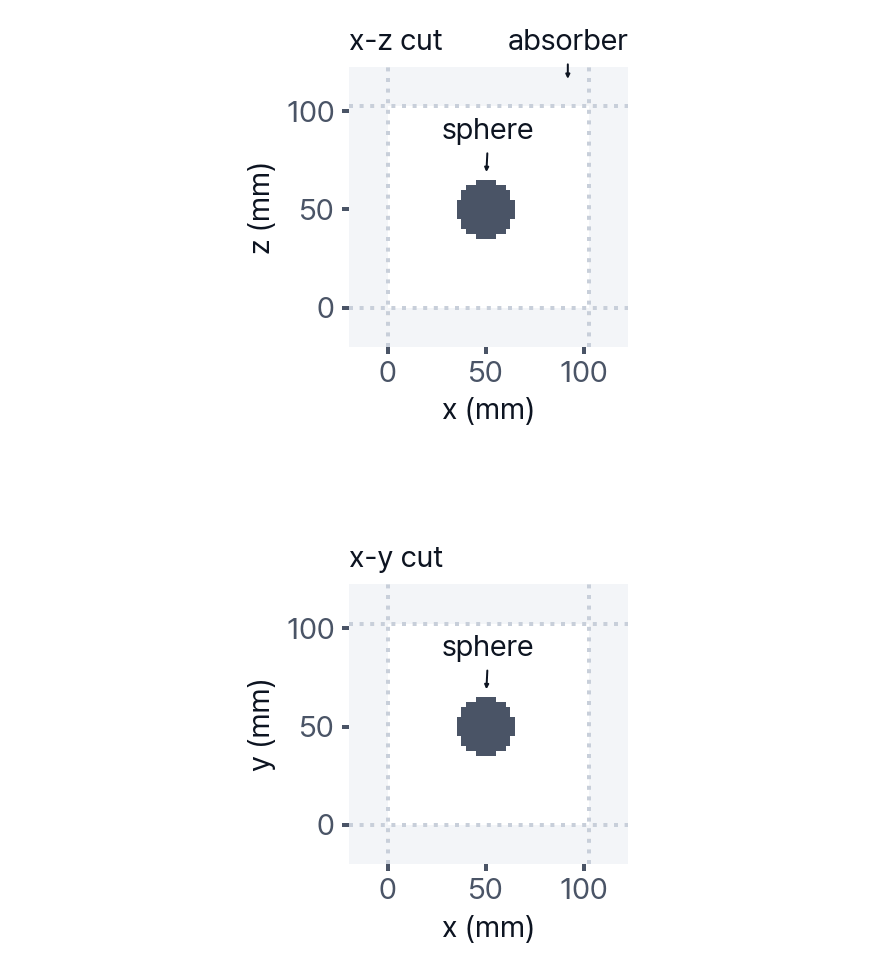 x-z cut
absorber
100
sphere
50
z (mm)
0
0 50 100
x (mm)
x-y cut
100
sphere
50
y (mm)
0
0 50 100
x (mm)